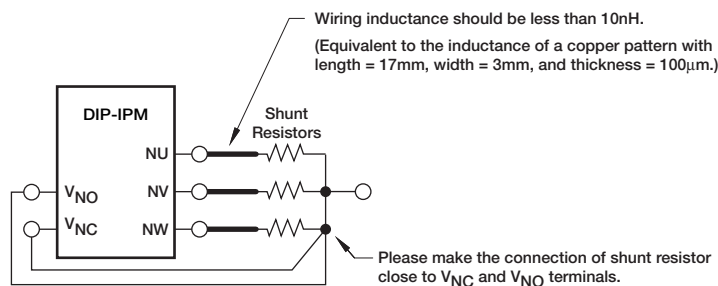 Wiring inductance should be less than 10nH.
(Equivalent to the inductance of a copper pattern with
length = 17mm, width = 3mm, and thickness = 100μm.)
DIP-IPM
Shunt
Resistors
NU
VNO
NV
VNC
NW
Please make the connection of shunt resistor
close to VNC and VNO terminals.